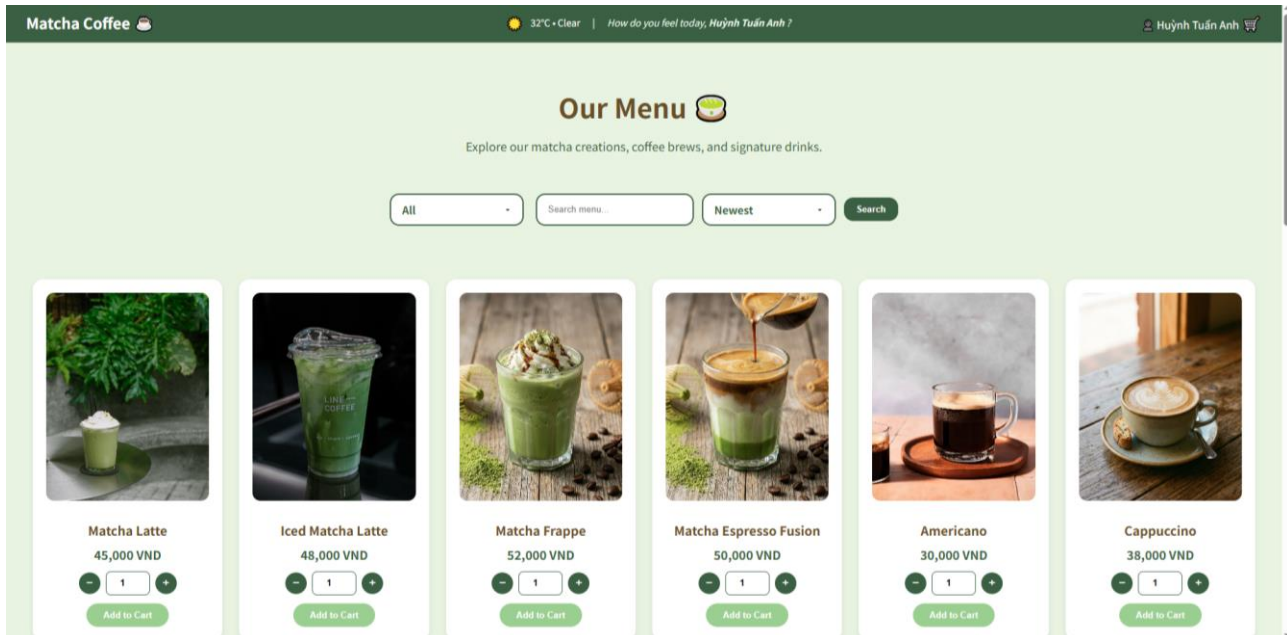 Matcha Coffee
32°C • Clear | How do you feel today, Huỳnh Tuấn Anh ?
Huỳnh Tuấn Anh
Our Menu
Explore our matcha creations, coffee brews, and signature drinks.
All
Search menu...
Newest
Search
LINE
COFFEE
Matcha Latte
45,000 VND
− 1 +
Add to Cart
Iced Matcha Latte
48,000 VND
− 1 +
Add to Cart
Matcha Frappe
52,000 VND
− 1 +
Add to Cart
Matcha Espresso Fusion
50,000 VND
− 1 +
Add to Cart
Americano
30,000 VND
− 1 +
Add to Cart
Cappuccino
38,000 VND
− 1 +
Add to Cart